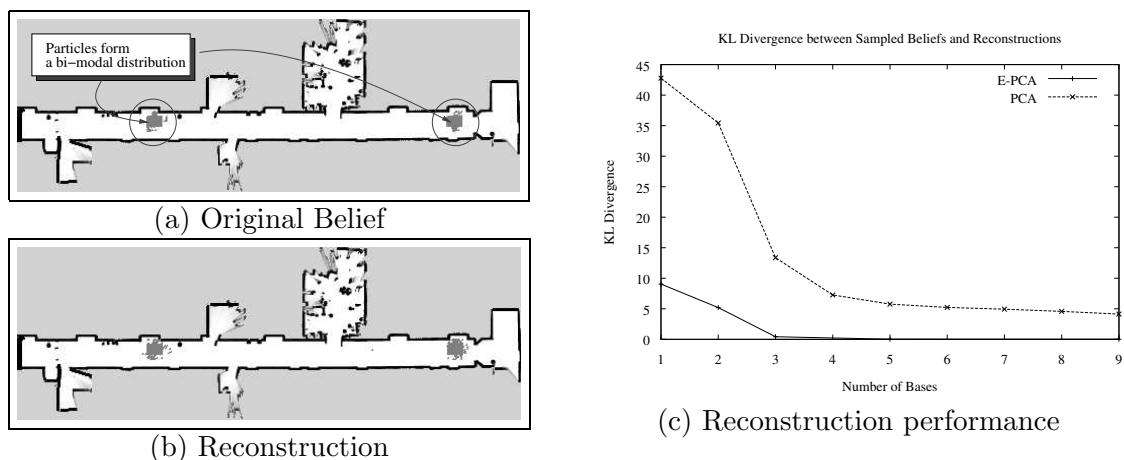 Particles form
a bi−modal distribution
(a) Original Belief
(b) Reconstruction
KL Divergence between Sampled Beliefs and Reconstructions
E-PCA
PCA
45
40
35
30
25
20
15
10
5
0
KL Divergence
1 2 3 4 5 6 7 8 9
Number of Bases
(c) Reconstruction performance